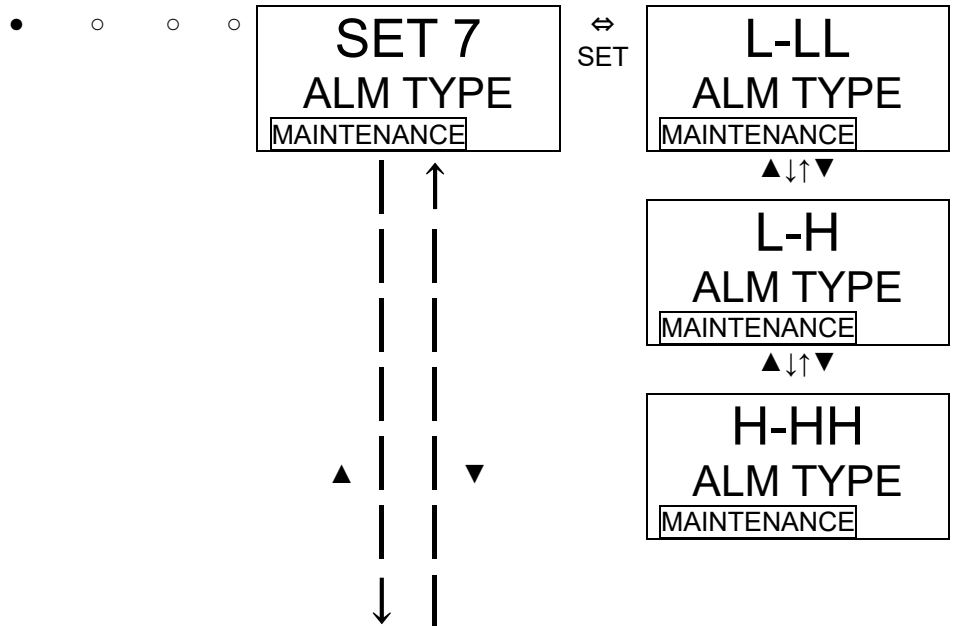 ● ○ ○ ○
SET 7
ALM TYPE
MAINTENANCE
⇔
SET
L-LL
ALM TYPE
MAINTENANCE
▲↓↑▼
L-H
ALM TYPE
MAINTENANCE
▲↓↑▼
H-HH
ALM TYPE
MAINTENANCE
▲ ▼